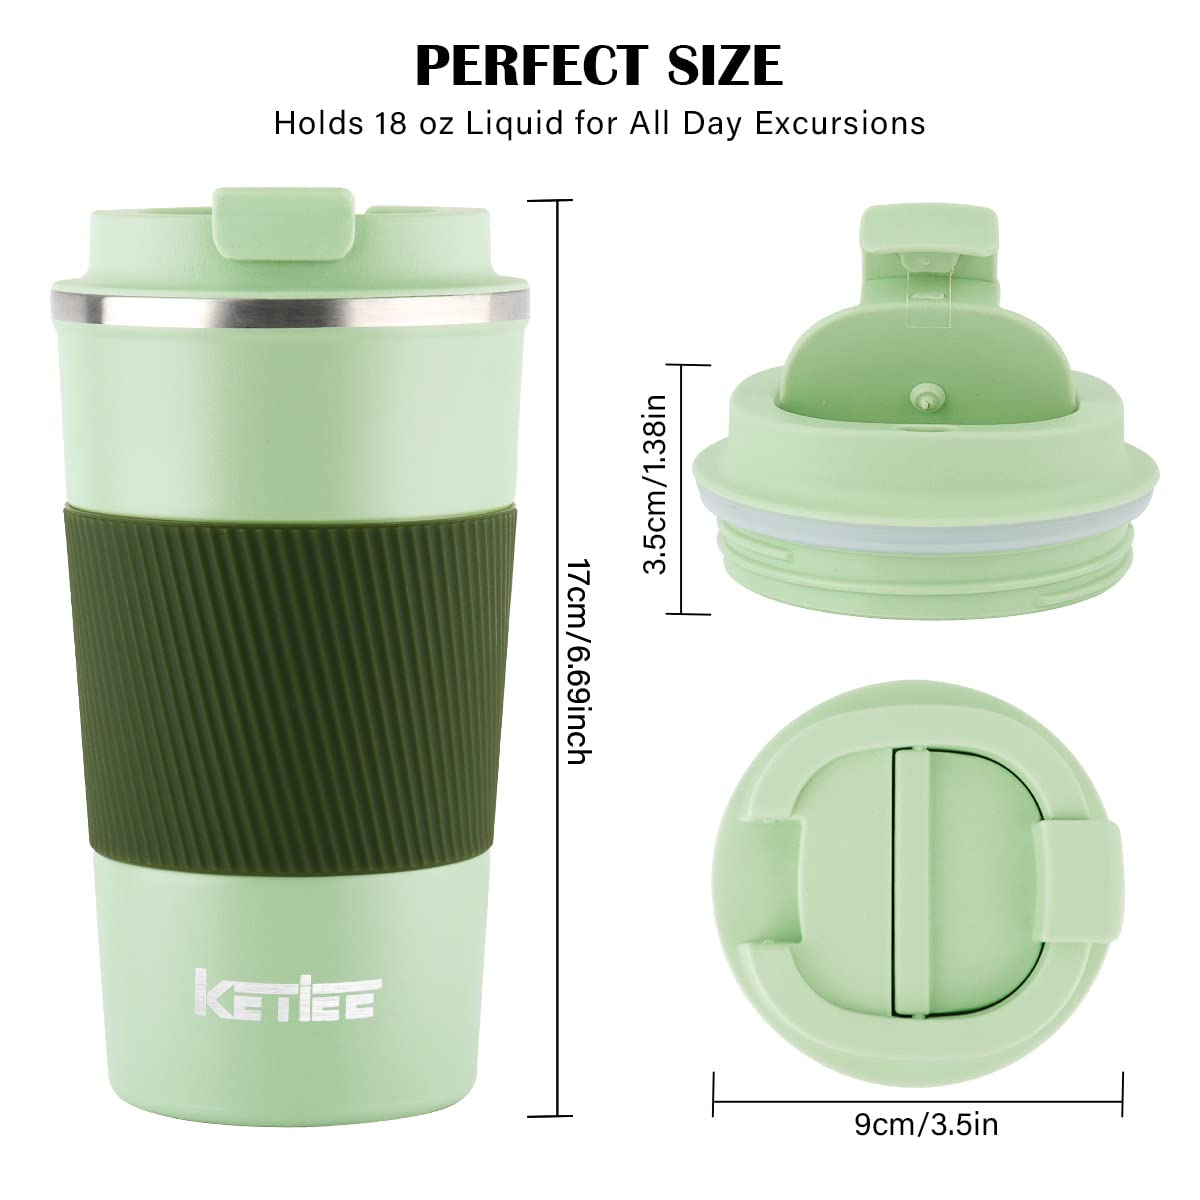 PERFECT SIZE
Holds 18 oz Liquid for All Day Excursions
17cm/6.69inch
3.5cm/1.38in
KETIEE
9cm/3.5in